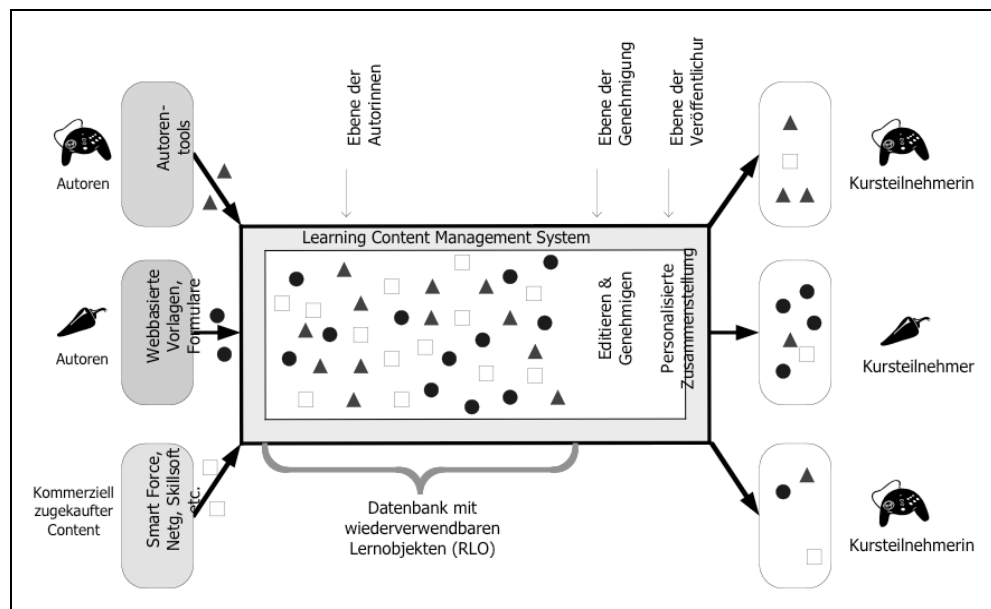 Autoren
Autoren-
tools
Ebene der
Autorinnen
Ebene der
Genehmigung
Ebene der
Veröffentlichur
Kursteilnehmerin
Learning Content Management System
Autoren
Webbasierte
Vorlagen,
Formulare
Editieren &
Genehmigen
Personalisierte
Zusammenstellung
Kursteilnehmer
Kommerziell
zugekaufter
Content
Smart Force,
Netg, Skillsoft
etc.
Datenbank mit
wiederverwendbaren
Lernobjekten (RLO)
Kursteilnehmerin